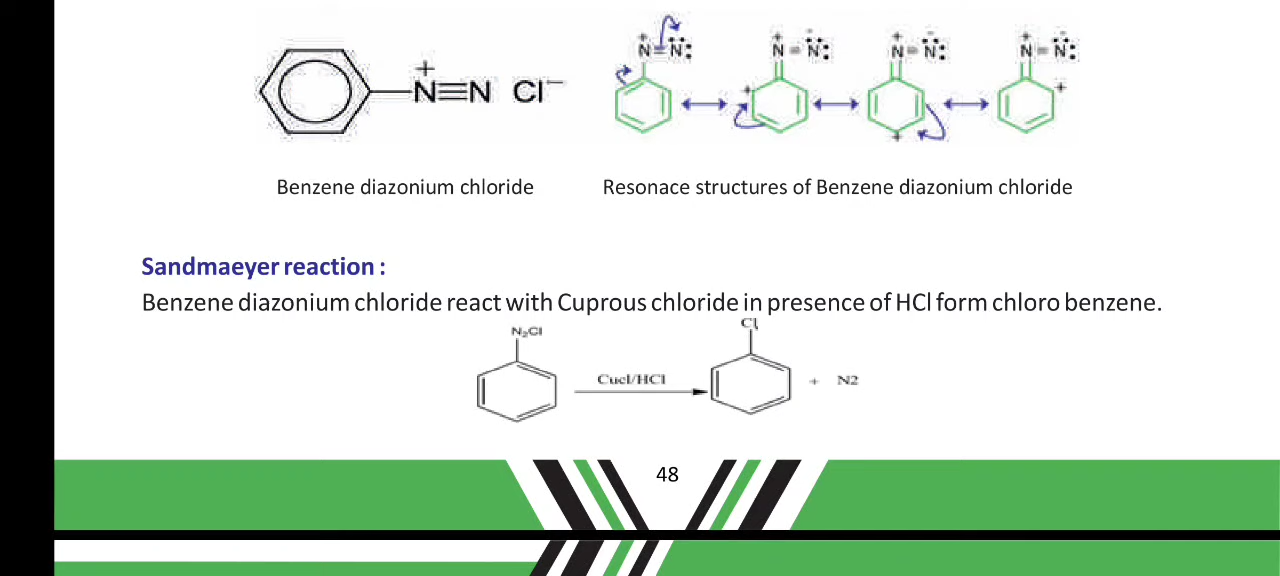 N≡N Cl⁻
+
N=N:
N=N:
N=N:
N=N:
Benzene diazonium chloride
Resonace structures of Benzene diazonium chloride
Sandmaeyer reaction :
Benzene diazonium chloride react with Cuprous chloride in presence of HCl form chloro benzene.
N₂Cl
Cl
Cucl/HCl
+ N2
48